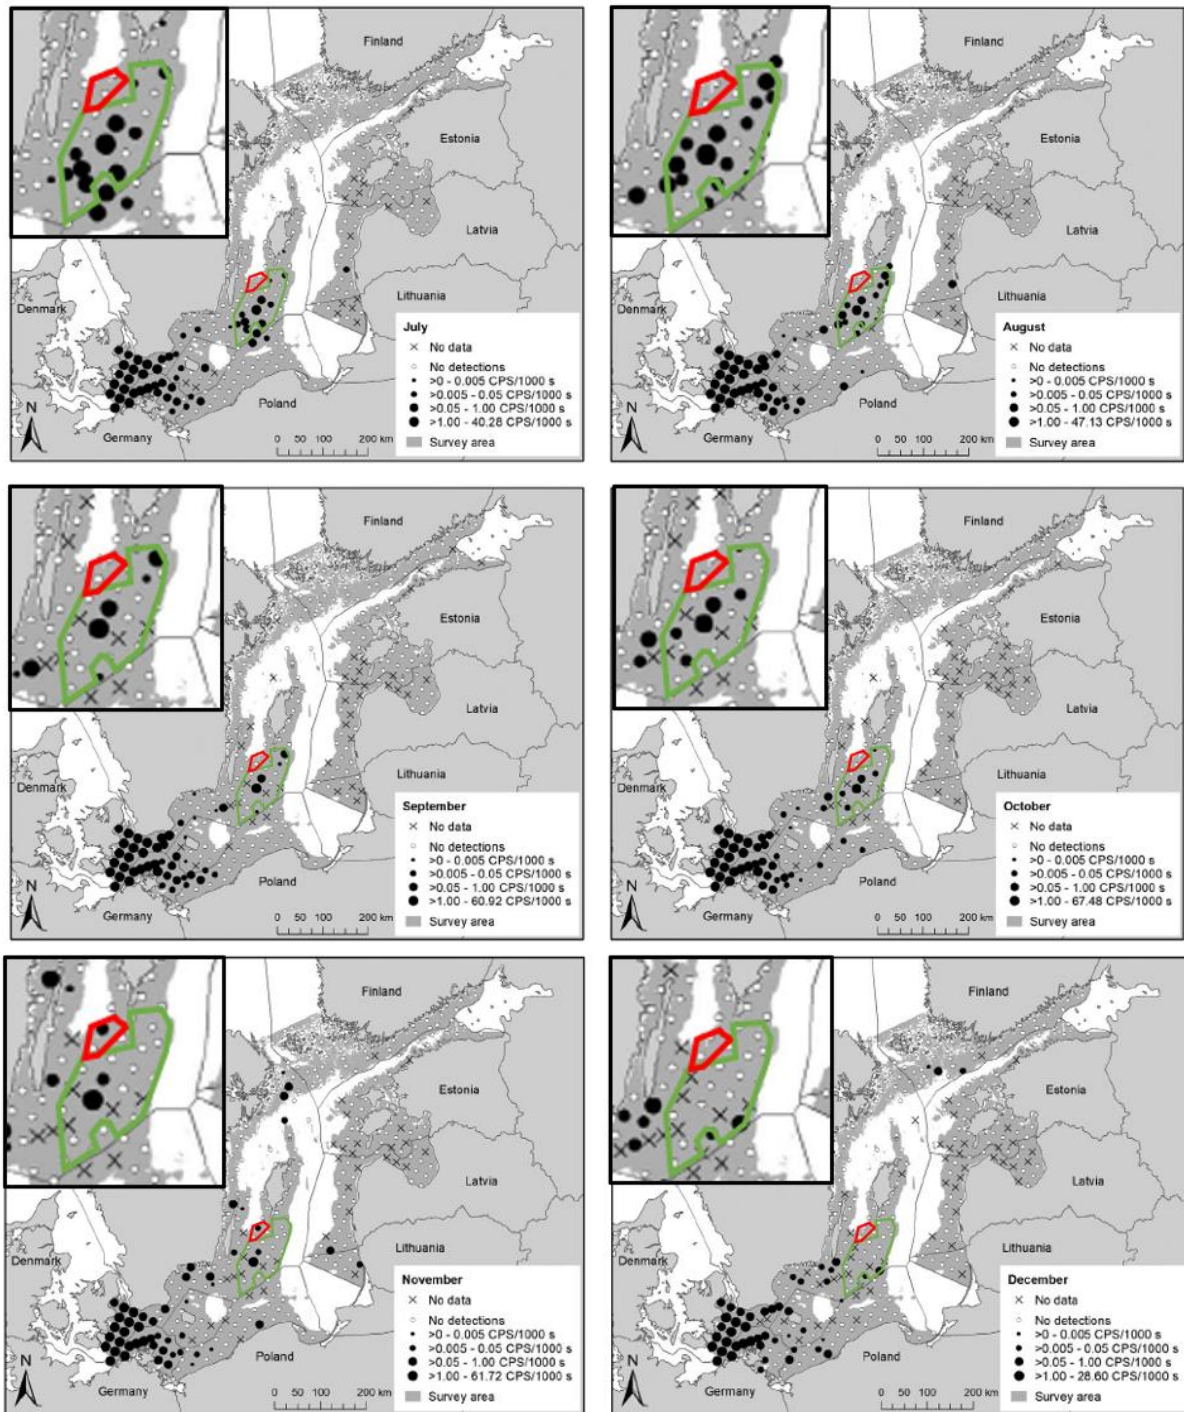 Finland
Estonia
Latvia
Lithuania
Denmark
Poland
Germany
N
0 50 100 200 km
July
No data
No detections
>0 - 0.005 CPS/1000 s
>0.005 - 0.05 CPS/1000 s
>0.05 - 1.00 CPS/1000 s
>1.00 - 40.28 CPS/1000 s
Survey area
Finland
Estonia
Latvia
Lithuania
Denmark
Poland
Germany
N
0 50 100 200 km
August
No data
No detections
>0 - 0.005 CPS/1000 s
>0.005 - 0.05 CPS/1000 s
>0.05 - 1.00 CPS/1000 s
>1.00 - 47.13 CPS/1000 s
Survey area
Finland
Estonia
Latvia
Lithuania
Denmark
Poland
Germany
N
0 50 100 200 km
September
No data
No detections
>0 - 0.005 CPS/1000 s
>0.005 - 0.05 CPS/1000 s
>0.05 - 1.00 CPS/1000 s
>1.00 - 60.92 CPS/1000 s
Survey area
Finland
Estonia
Latvia
Lithuania
Denmark
Poland
Germany
N
0 50 100 200 km
October
No data
No detections
>0 - 0.005 CPS/1000 s
>0.005 - 0.05 CPS/1000 s
>0.05 - 1.00 CPS/1000 s
>1.00 - 67.48 CPS/1000 s
Survey area
Finland
Estonia
Latvia
Lithuania
Denmark
Poland
Germany
N
0 50 100 200 km
November
No data
No detections
>0 - 0.005 CPS/1000 s
>0.005 - 0.05 CPS/1000 s
>0.05 - 1.00 CPS/1000 s
>1.00 - 61.72 CPS/1000 s
Survey area
Finland
Estonia
Latvia
Lithuania
Denmark
Poland
Germany
N
0 50 100 200 km
December
No data
No detections
>0 - 0.005 CPS/1000 s
>0.005 - 0.05 CPS/1000 s
>0.05 - 1.00 CPS/1000 s
>1.00 - 28.60 CPS/1000 s
Survey area